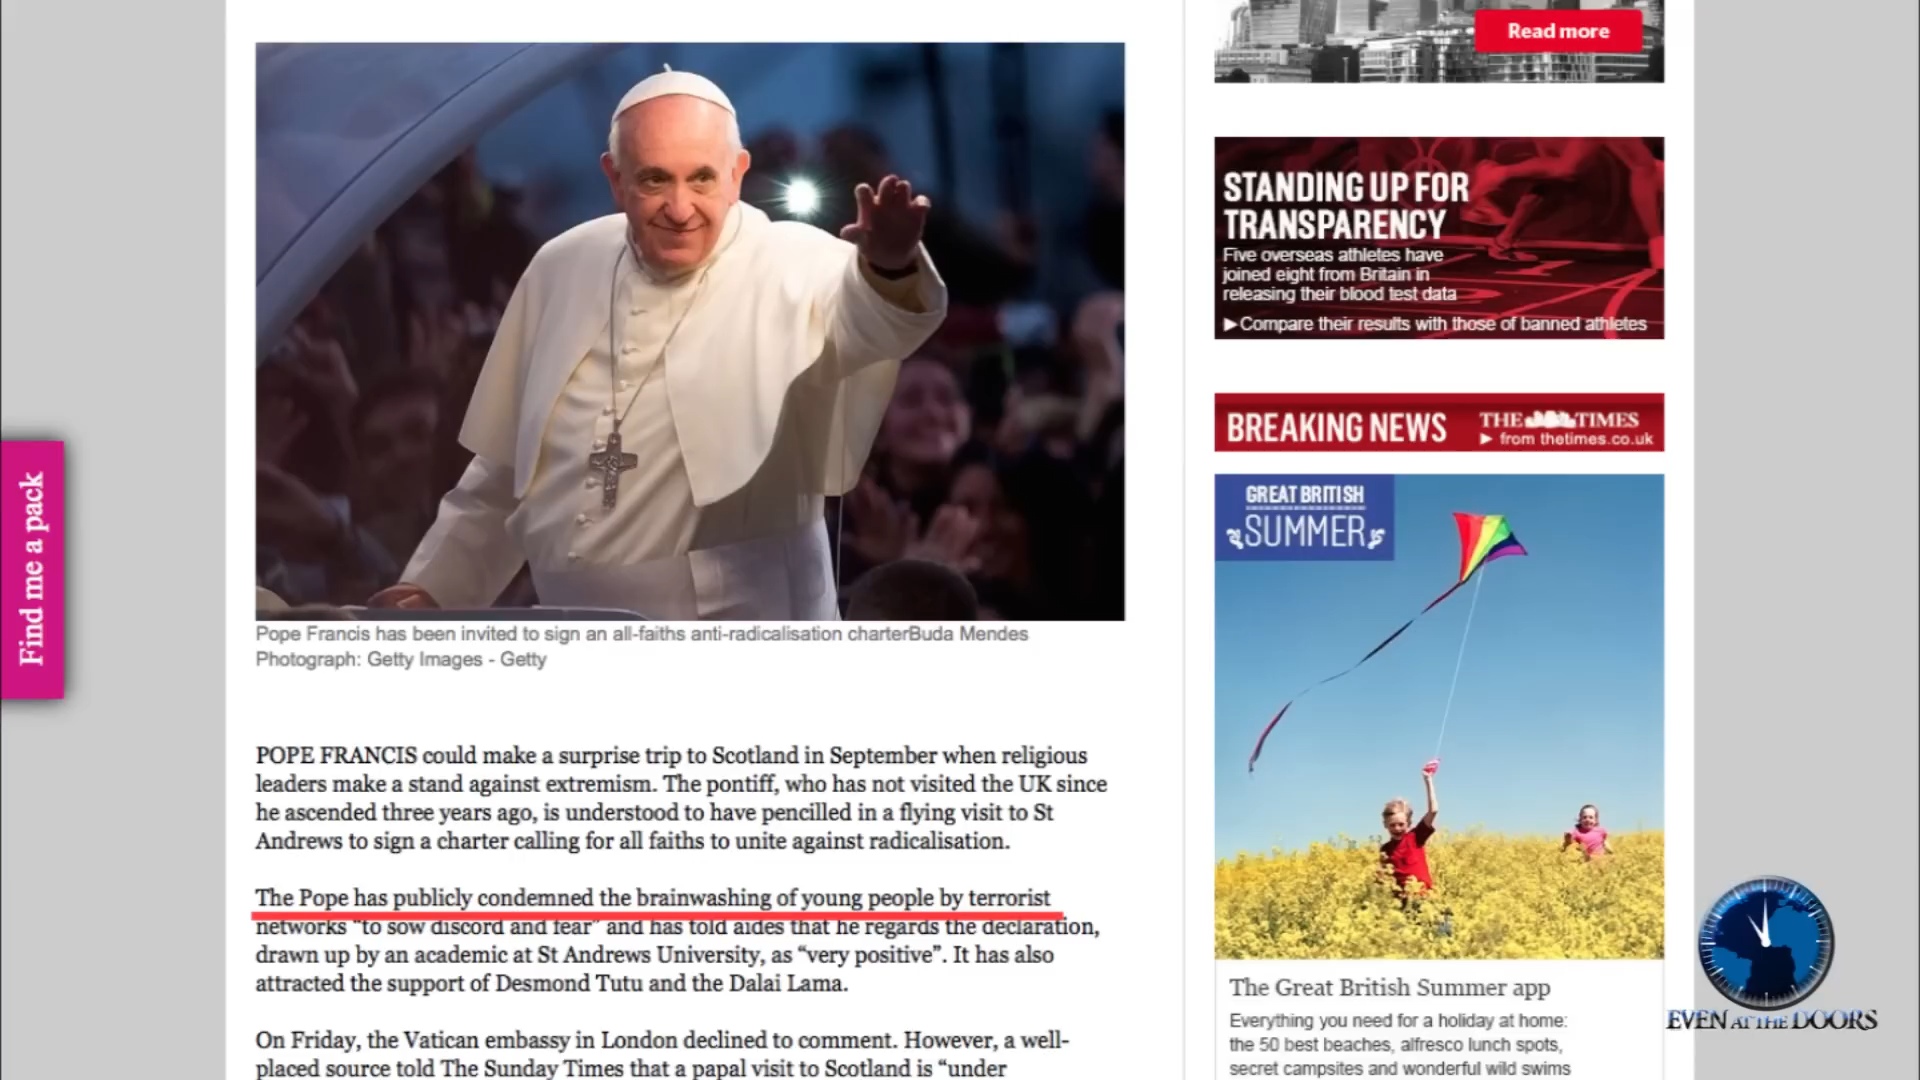 Read more
STANDING UP FOR
TRANSPARENCY
Five overseas athletes have
joined eight from Britain in
releasing their blood test data
▶Compare their results with those of banned athletes
BREAKING NEWS
THE TIMES
▶ from thetimes.co.uk
GREAT BRITISH
SUMMER
Find me a pack
Pope Francis has been invited to sign an all-faiths anti-radicalisation charterBuda Mendes
Photograph: Getty Images - Getty
POPE FRANCIS could make a surprise trip to Scotland in September when religious
leaders make a stand against extremism. The pontiff, who has not visited the UK since
he ascended three years ago, is understood to have pencilled in a flying visit to St
Andrews to sign a charter calling for all faiths to unite against radicalisation.
The Pope has publicly condemned the brainwashing of young people by terrorist
networks “to sow discord and fear” and has told aides that he regards the declaration,
drawn up by an academic at St Andrews University, as “very positive”. It has also
attracted the support of Desmond Tutu and the Dalai Lama.
On Friday, the Vatican embassy in London declined to comment. However, a well-
placed source told The Sunday Times that a papal visit to Scotland is “under
The Great British Summer app
Everything you need for a holiday at home:
the 50 best beaches, alfresco lunch spots,
secret campsites and wonderful wild swims
EVEN AT THE DOORS